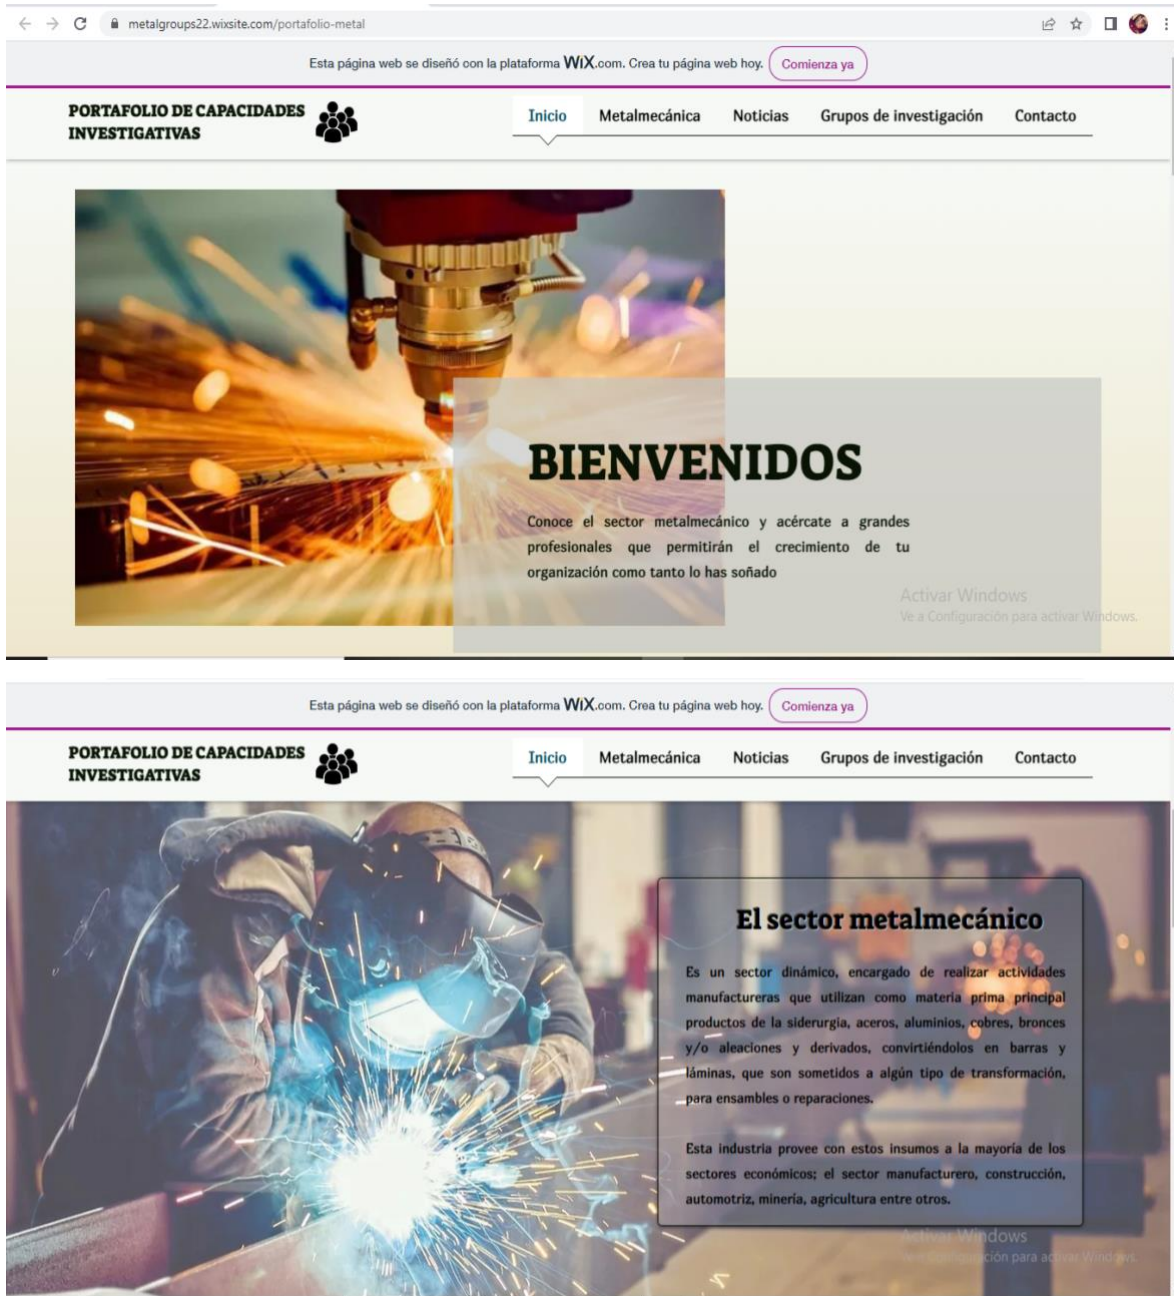 metalgroups22.wixsite.com/portafolio-metal
Esta página web se diseñó con la plataforma WiX.com. Crea tu página web hoy. Comienza ya
PORTAFOLIO DE CAPACIDADES
INVESTIGATIVAS
Inicio Metalmecánica Noticias Grupos de investigación Contacto
BIENVENIDOS
Conoce el sector metalmecánico y acércate a grandes
profesionales que permitirán el crecimiento de tu
organización como tanto lo has soñado
Activar Windows
Ve a Configuración para activar Windows.
Esta página web se diseñó con la plataforma WiX.com. Crea tu página web hoy. Comienza ya
PORTAFOLIO DE CAPACIDADES
INVESTIGATIVAS
Inicio Metalmecánica Noticias Grupos de investigación Contacto
El sector metalmecánico
Es un sector dinámico, encargado de realizar actividades
manufactureras que utilizan como materia prima principal
productos de la siderurgia, aceros, aluminios, cobres, bronces
y/o aleaciones y derivados, convirtiéndolos en barras y
láminas, que son sometidos a algún tipo de transformación,
para ensambles o reparaciones.
Esta industria provee con estos insumos a la mayoría de los
sectores económicos; el sector manufacturero, construcción,
automotriz, minería, agricultura entre otros.
Activar Windows
Ve a Configuración para activar Windows.